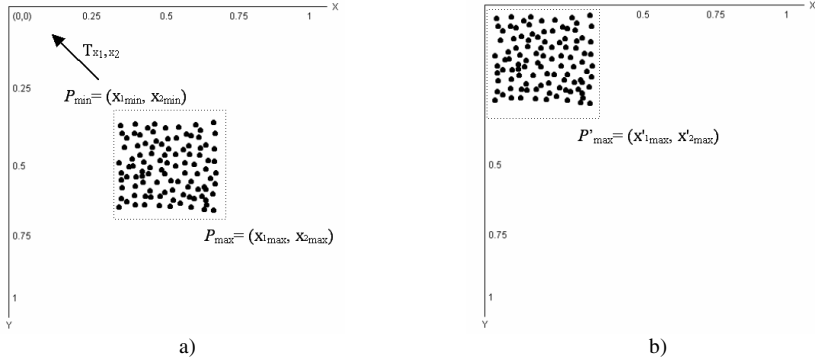 (0,0) 0.25 0.5 0.75 1 X
Tx1,x2
0.25
Pmin= (x1min, x2min)
0.5
Pmax= (x1max, x2max)
0.75
1
Y
a)
0.5 0.75 1 X
P'max= (x'1max, x'2max)
0.5
0.75
1
Y
b)